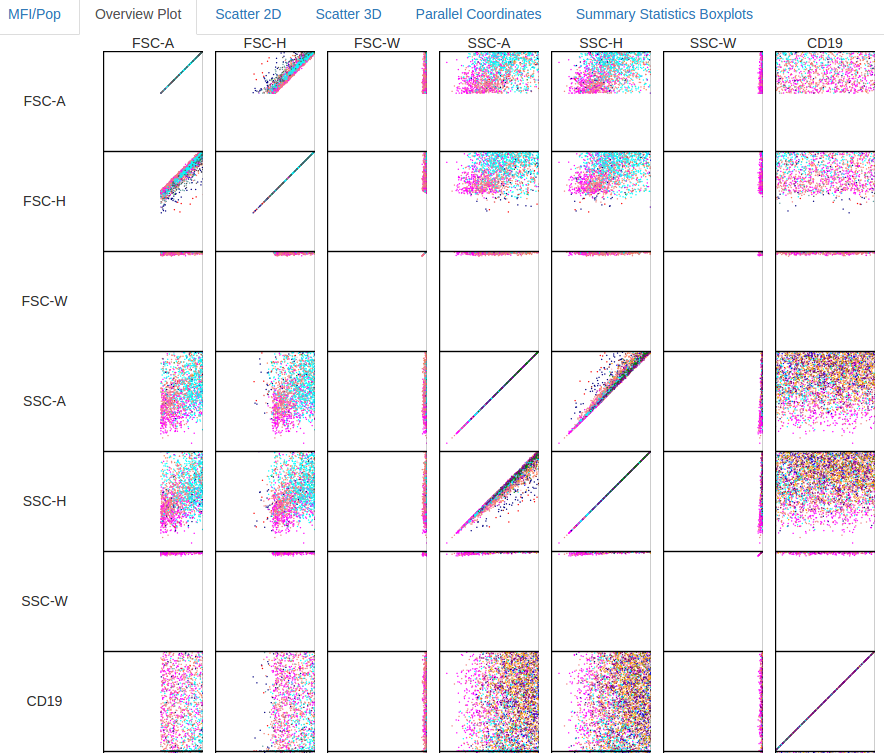 MFI/Pop Overview Plot Scatter 2D Scatter 3D Parallel Coordinates Summary Statistics Boxplots
FSC-A FSC-H FSC-W SSC-A SSC-H SSC-W CD19
FSC-A
FSC-H
FSC-W
SSC-A
SSC-H
SSC-W
CD19